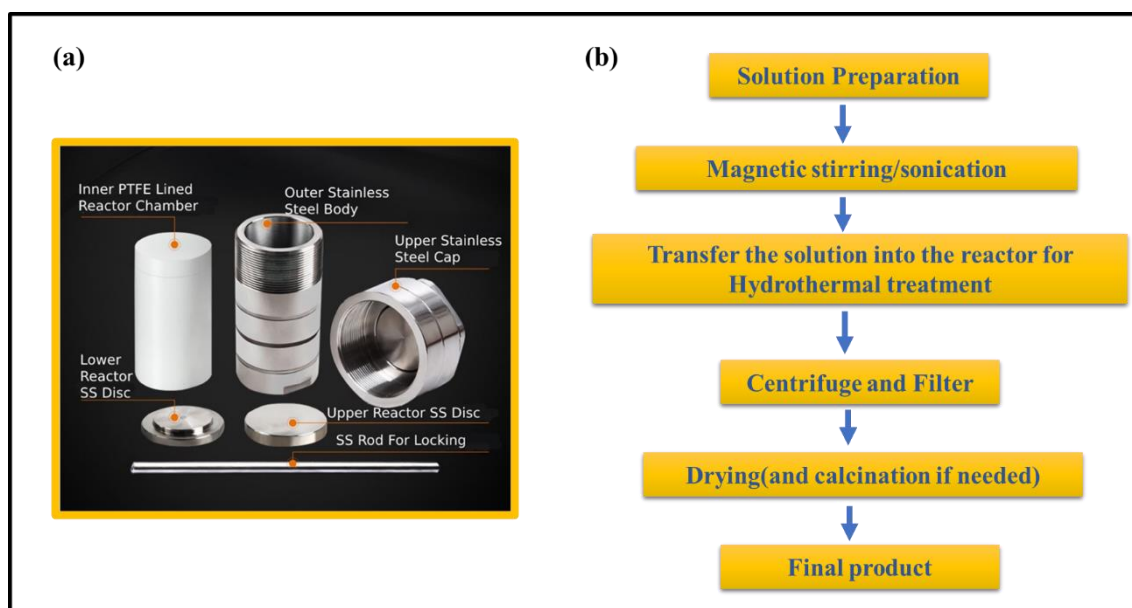 (a)
Inner PTFE Lined
Reactor Chamber
Outer Stainless
Steel Body
Upper Stainless
Steel Cap
Lower
Reactor
SS Disc
Upper Reactor SS Disc
SS Rod For Locking
(b)
Solution Preparation
Magnetic stirring/sonication
Transfer the solution into the reactor for
Hydrothermal treatment
Centrifuge and Filter
Drying(and calcination if needed)
Final product